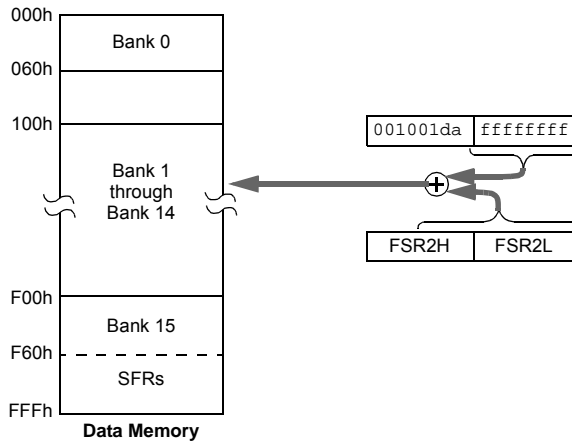 000h
Bank 0
060h
100h
001001da ffffffff
Bank 1
through
Bank 14
FSR2H FSR2L
F00h
Bank 15
F60h
SFRs
FFFh
Data Memory